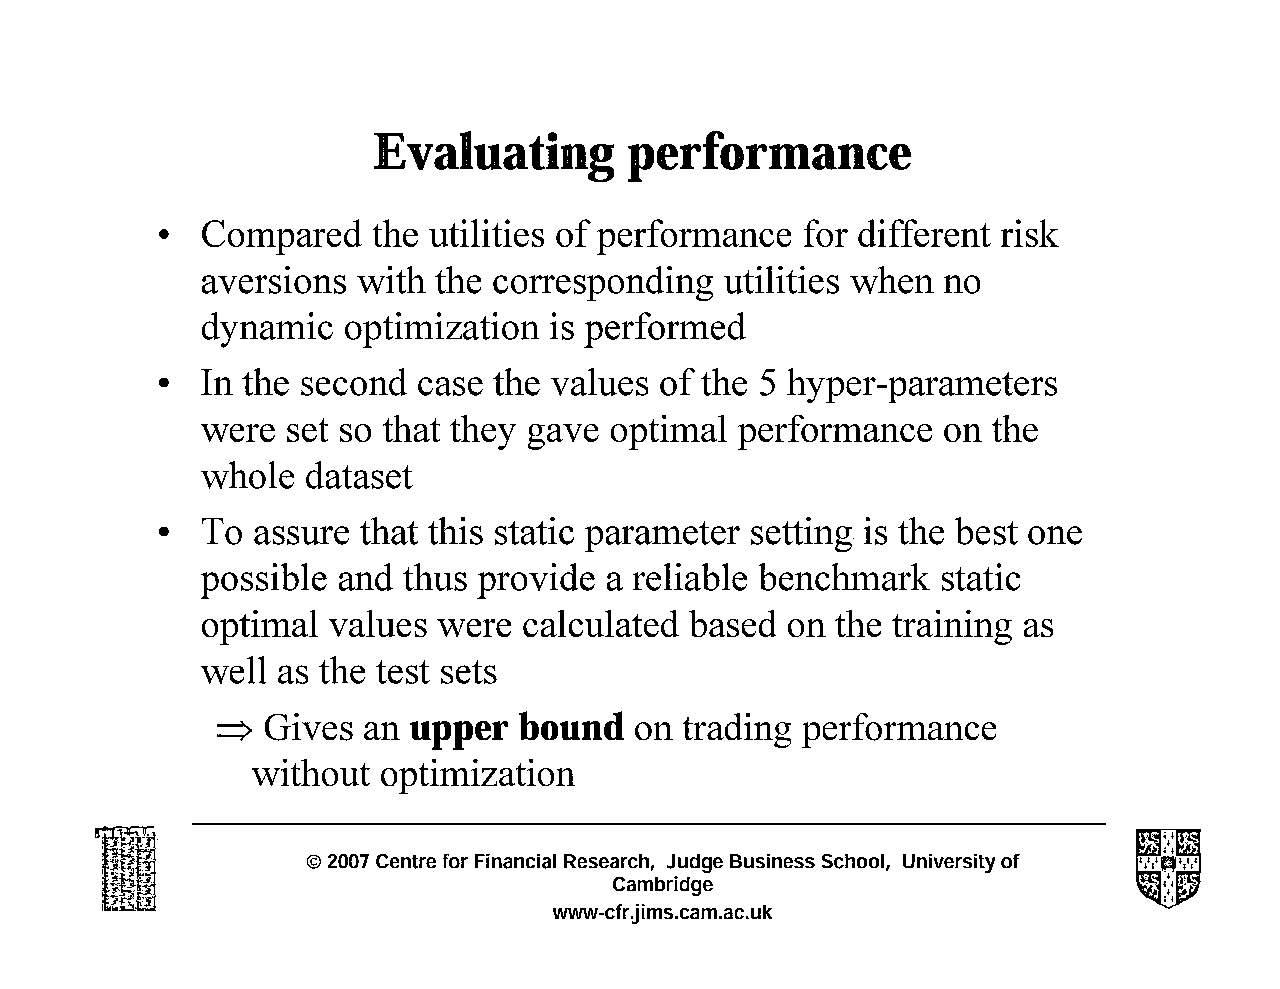 Evaluating performance
• Compared the utilities of performance for different risk
aversions with the corresponding utilities when no
dynamic optimization is performed
• In the second case the values of the 5 hyper-parameters
were set so that they gave optimal performance on the
whole dataset
• To assure that this static parameter setting is the best one
possible and thus provide a reliable benchmark static
optimal values were calculated based on the training as
well as the test sets
⇒ Gives an upper bound on trading performance
without optimization
© 2007 Centre for Financial Research, Judge Business School, University of
Cambridge
www-cfr.jims.cam.ac.uk